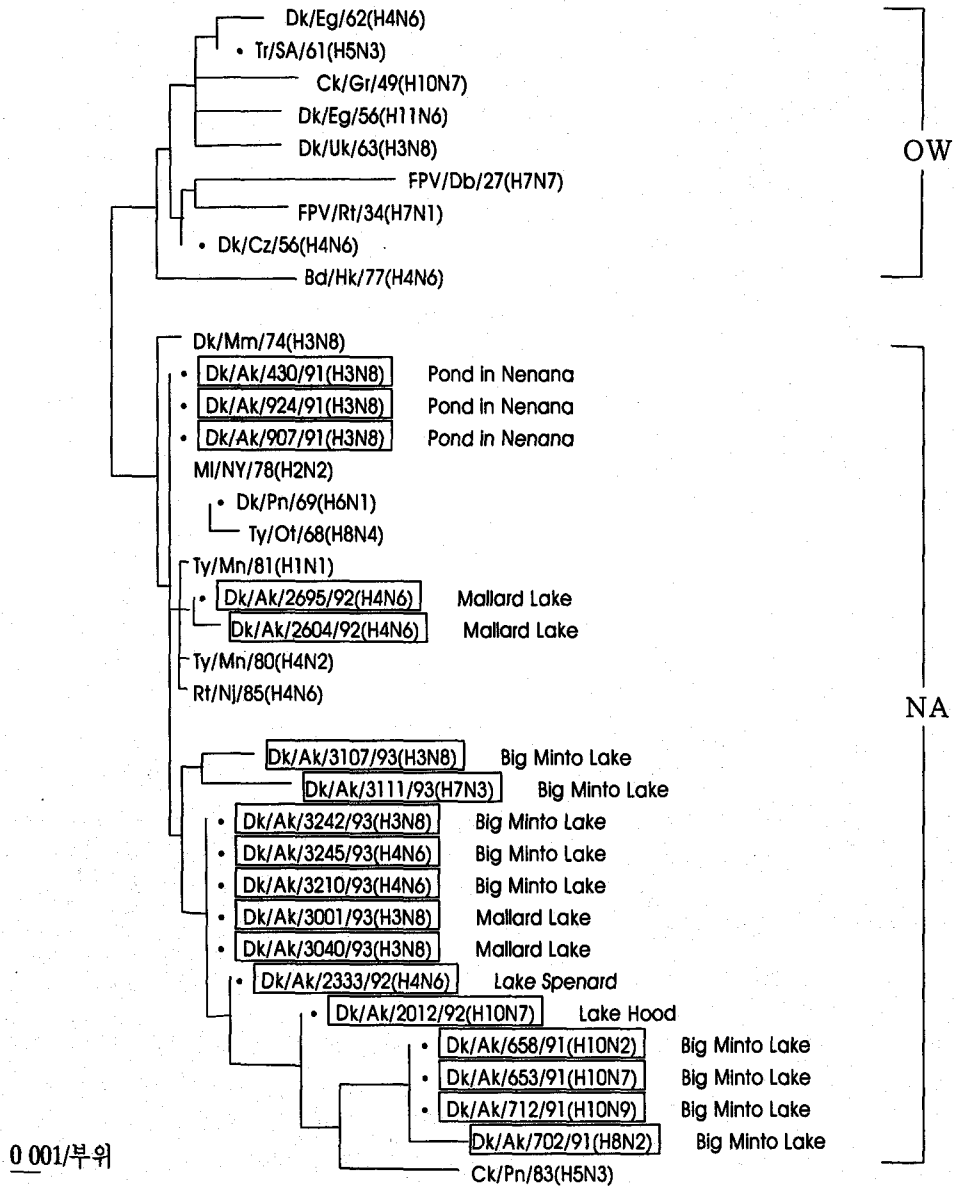 Dk/Eg/62(H4N6)
• Tr/SA/61(H5N3)
Ck/Gr/49(H10N7)
Dk/Eg/56(H11N6)
Dk/Uk/63(H3N8)
OW
FPV/Db/27(H7N7)
FPV/Rt/34(H7N1)
• Dk/Cz/56(H4N6)
Bd/Hk/77(H4N6)
Dk/Mm/74(H3N8)
• Dk/Ak/430/91(H3N8) Pond in Nenana
• Dk/Ak/924/91(H3N8) Pond in Nenana
• Dk/Ak/907/91(H3N8) Pond in Nenana
Ml/NY/78(H2N2)
• Dk/Pn/69(H6N1)
Ty/Ot/68(H8N4)
Ty/Mn/81(H1N1)
• Dk/Ak/2695/92(H4N6) Mallard Lake
Dk/Ak/2604/92(H4N6) Mallard Lake
Ty/Mn/80(H4N2)
Rt/Nj/85(H4N6)
NA
Dk/Ak/3107/93(H3N8) Big Minto Lake
Dk/Ak/3111/93(H7N3) Big Minto Lake
• Dk/Ak/3242/93(H3N8) Big Minto Lake
• Dk/Ak/3245/93(H4N6) Big Minto Lake
• Dk/Ak/3210/93(H4N6) Big Minto Lake
• Dk/Ak/3001/93(H3N8) Mallard Lake
• Dk/Ak/3040/93(H3N8) Mallard Lake
• Dk/Ak/2333/92(H4N6) Lake Spenard
• Dk/Ak/2012/92(H10N7) Lake Hood
• Dk/Ak/658/91(H10N2) Big Minto Lake
• Dk/Ak/653/91(H10N7) Big Minto Lake
• Dk/Ak/712/91(H10N9) Big Minto Lake
Dk/Ak/702/91(H8N2) Big Minto Lake
0 001/부위
Ck/Pn/83(H5N3)